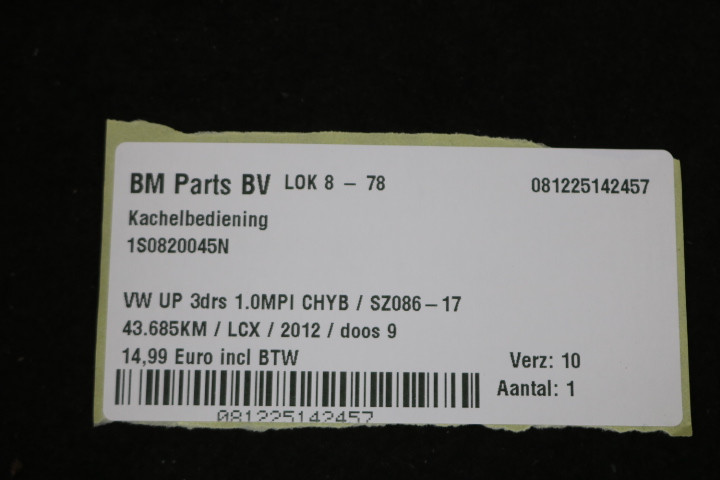 BM Parts BV LOK 8 - 78 081225142457
Kachelbediening
1S0820045N
VW UP 3drs 1.0MPI CHYB / SZ086-17
43.685KM / LCX / 2012 / doos 9
14,99 Euro incl BTW Verz: 10
Aantal: 1
081225142457